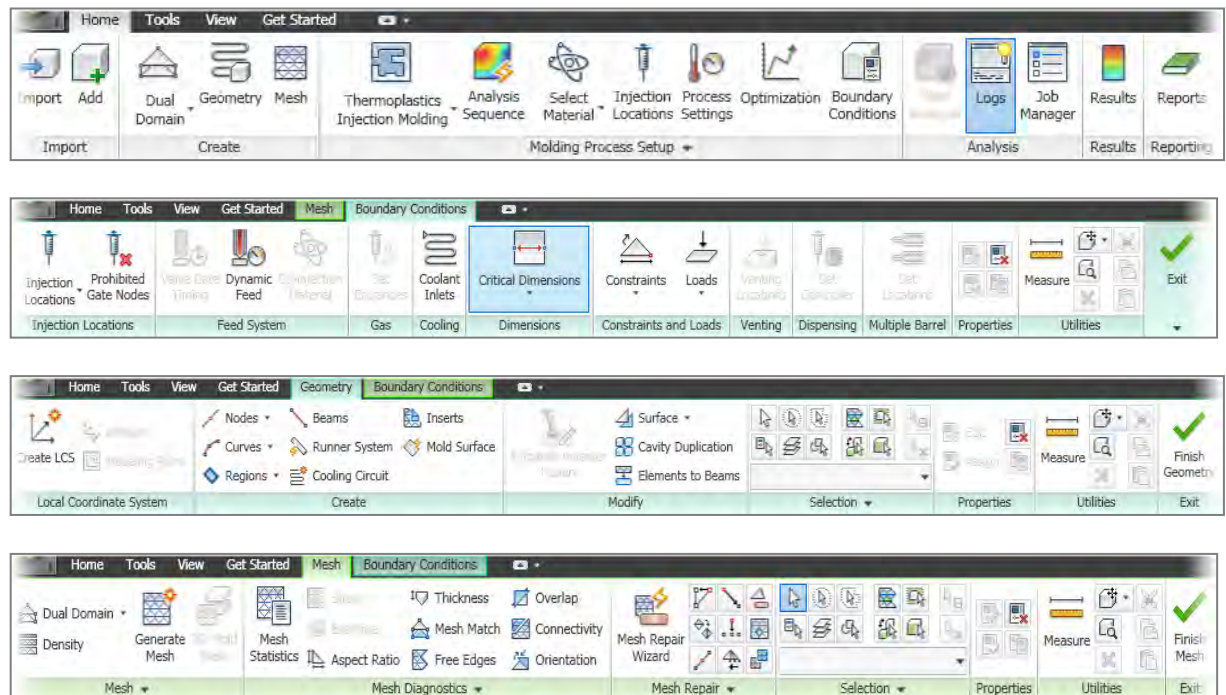 Home Tools View Get Started
Import Add Dual Domain Geometry Mesh Thermoplastics Injection Molding Analysis Sequence Select Material Injection Locations Process Settings Optimization Boundary Conditions Logs Job Manager Results Reports
Import Create Molding Process Setup Analysis Results Reporting
Home Tools View Get Started Mesh Boundary Conditions
Injection Locations Prohibited Gate Nodes Dynamic Feed Coolant Inlets Critical Dimensions Constraints Loads Measure Exit
Injection Locations Feed System Gas Cooling Dimensions Constraints and Loads Venting Dispensing Multiple Barrel Properties Utilities
Home Tools View Get Started Geometry Boundary Conditions
Nodes Beams Inserts Surface
Create LCS Curves Runner System Mold Surface Cavity Duplication Measure Finish Geometry
Regions Cooling Circuit Elements to Beams
Local Coordinate System Create Modify Selection Properties Utilities Exit
Home Tools View Get Started Mesh Boundary Conditions
Dual Domain Thickness Overlap
Density Generate Mesh Mesh Statistics Mesh Match Connectivity Mesh Repair Wizard Measure Finish Mesh
Aspect Ratio Free Edges Orientation
Mesh Mesh Diagnostics Mesh Repair Selection Properties Utilities Exit